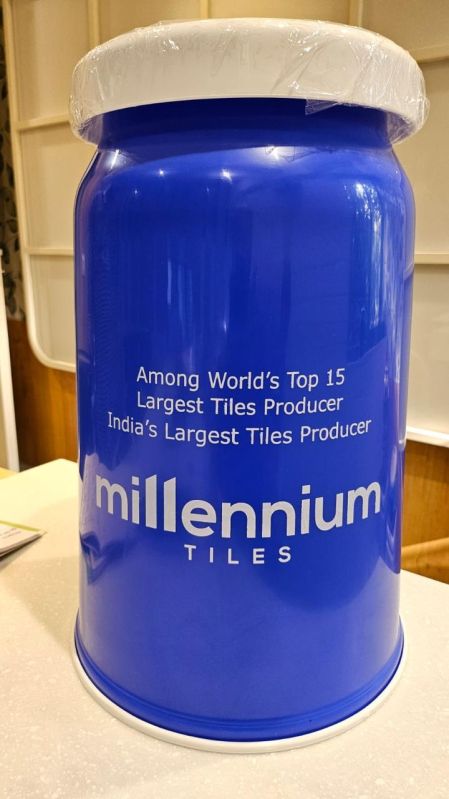 Among World's Top 15
Largest Tiles Producer
India's Largest Tiles Producer
millennium
TILES